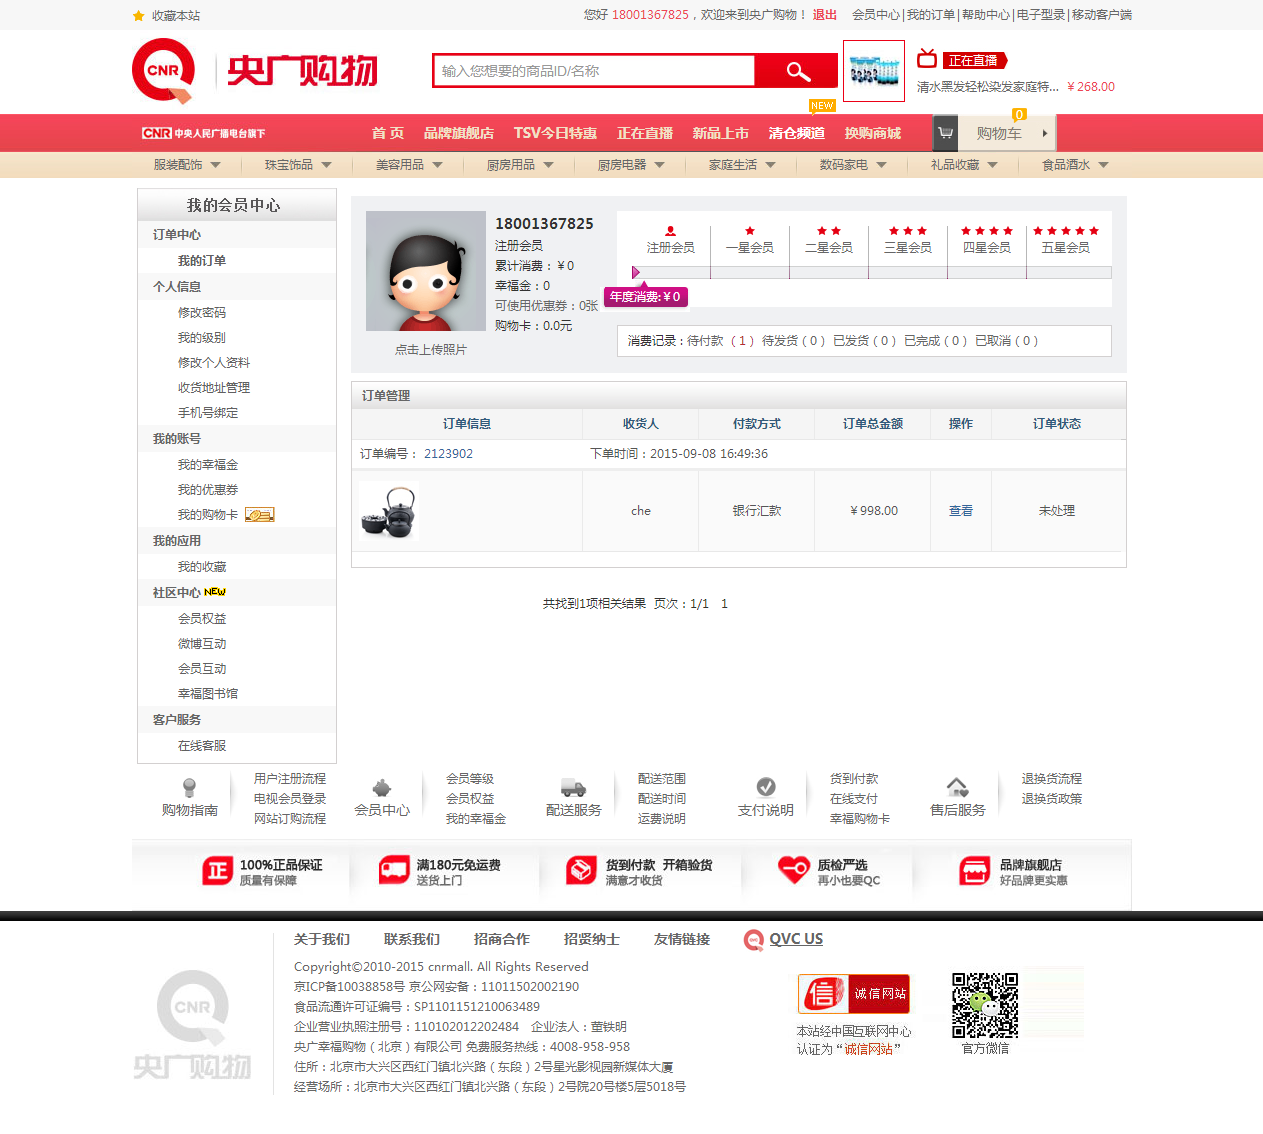 收藏本站
您好 18001367825，欢迎来到央广购物！ 退出 会员中心|我的订单|帮助中心|电子型录|移动客户端
CNR 央广购物
输入您想要的商品ID/名称
正在直播
清水黑发轻松染发家庭特... ￥268.00
NEW
CNR 中央人民广播电台旗下
首 页 品牌旗舰店 TSV今日特惠 正在直播 新品上市 清仓频道 换购商城
0
购物车
服装配饰 珠宝饰品 美容用品 厨房用品 厨房电器 家庭生活 数码家电 礼品收藏 食品酒水
我的会员中心
订单中心
我的订单
个人信息
修改密码
我的级别
修改个人资料
收货地址管理
手机号绑定
我的账号
我的幸福金
我的优惠券
我的购物卡
我的应用
我的收藏
社区中心 NEW
会员权益
微博互动
会员互动
幸福图书馆
客户服务
在线客服
点击上传照片
18001367825
注册会员
累计消费：￥0
幸福金：0
可使用优惠券：0张
购物卡：0.0元
注册会员 一星会员 二星会员 三星会员 四星会员 五星会员
年度消费:￥0
消费记录：待付款 （1） 待发货（0） 已发货（0） 已完成（0） 已取消（0）
订单管理
订单信息 收货人 付款方式 订单总金额 操作 订单状态
订单编号： 2123902 下单时间：2015-09-08 16:49:36
che 银行汇款 ￥998.00 查看 未处理
共找到1项相关结果 页次：1/1 1
购物指南
用户注册流程
电视会员登录
网站订购流程
会员中心
会员等级
会员权益
我的幸福金
配送服务
配送范围
配送时间
运费说明
支付说明
货到付款
在线支付
幸福购物卡
售后服务
退换货流程
退换货政策
正 100%正品保证
质量有保障
满180元免运费
送货上门
货到付款 开箱验货
满意才收货
质检严选
再小也要QC
品牌旗舰店
好品牌更实惠
关于我们 联系我们 招商合作 招贤纳士 友情链接 QVC US
CNR
央广购物
Copyright©2010-2015 cnrmall. All Rights Reserved
京ICP备10038858号 京公网安备：11011502002190
食品流通许可证编号：SP1101151210063489
企业营业执照注册号：110102012202484 企业法人：董铁明
央广幸福购物（北京）有限公司 免费服务热线：4008-958-958
住所：北京市大兴区西红门镇北兴路（东段）2号星光影视园新媒体大厦
经营场所：北京市大兴区西红门镇北兴路（东段）2号院20号楼5层5018号
信 诚信网站
本站经中国互联网中心
认证为“诚信网站”
官方微信